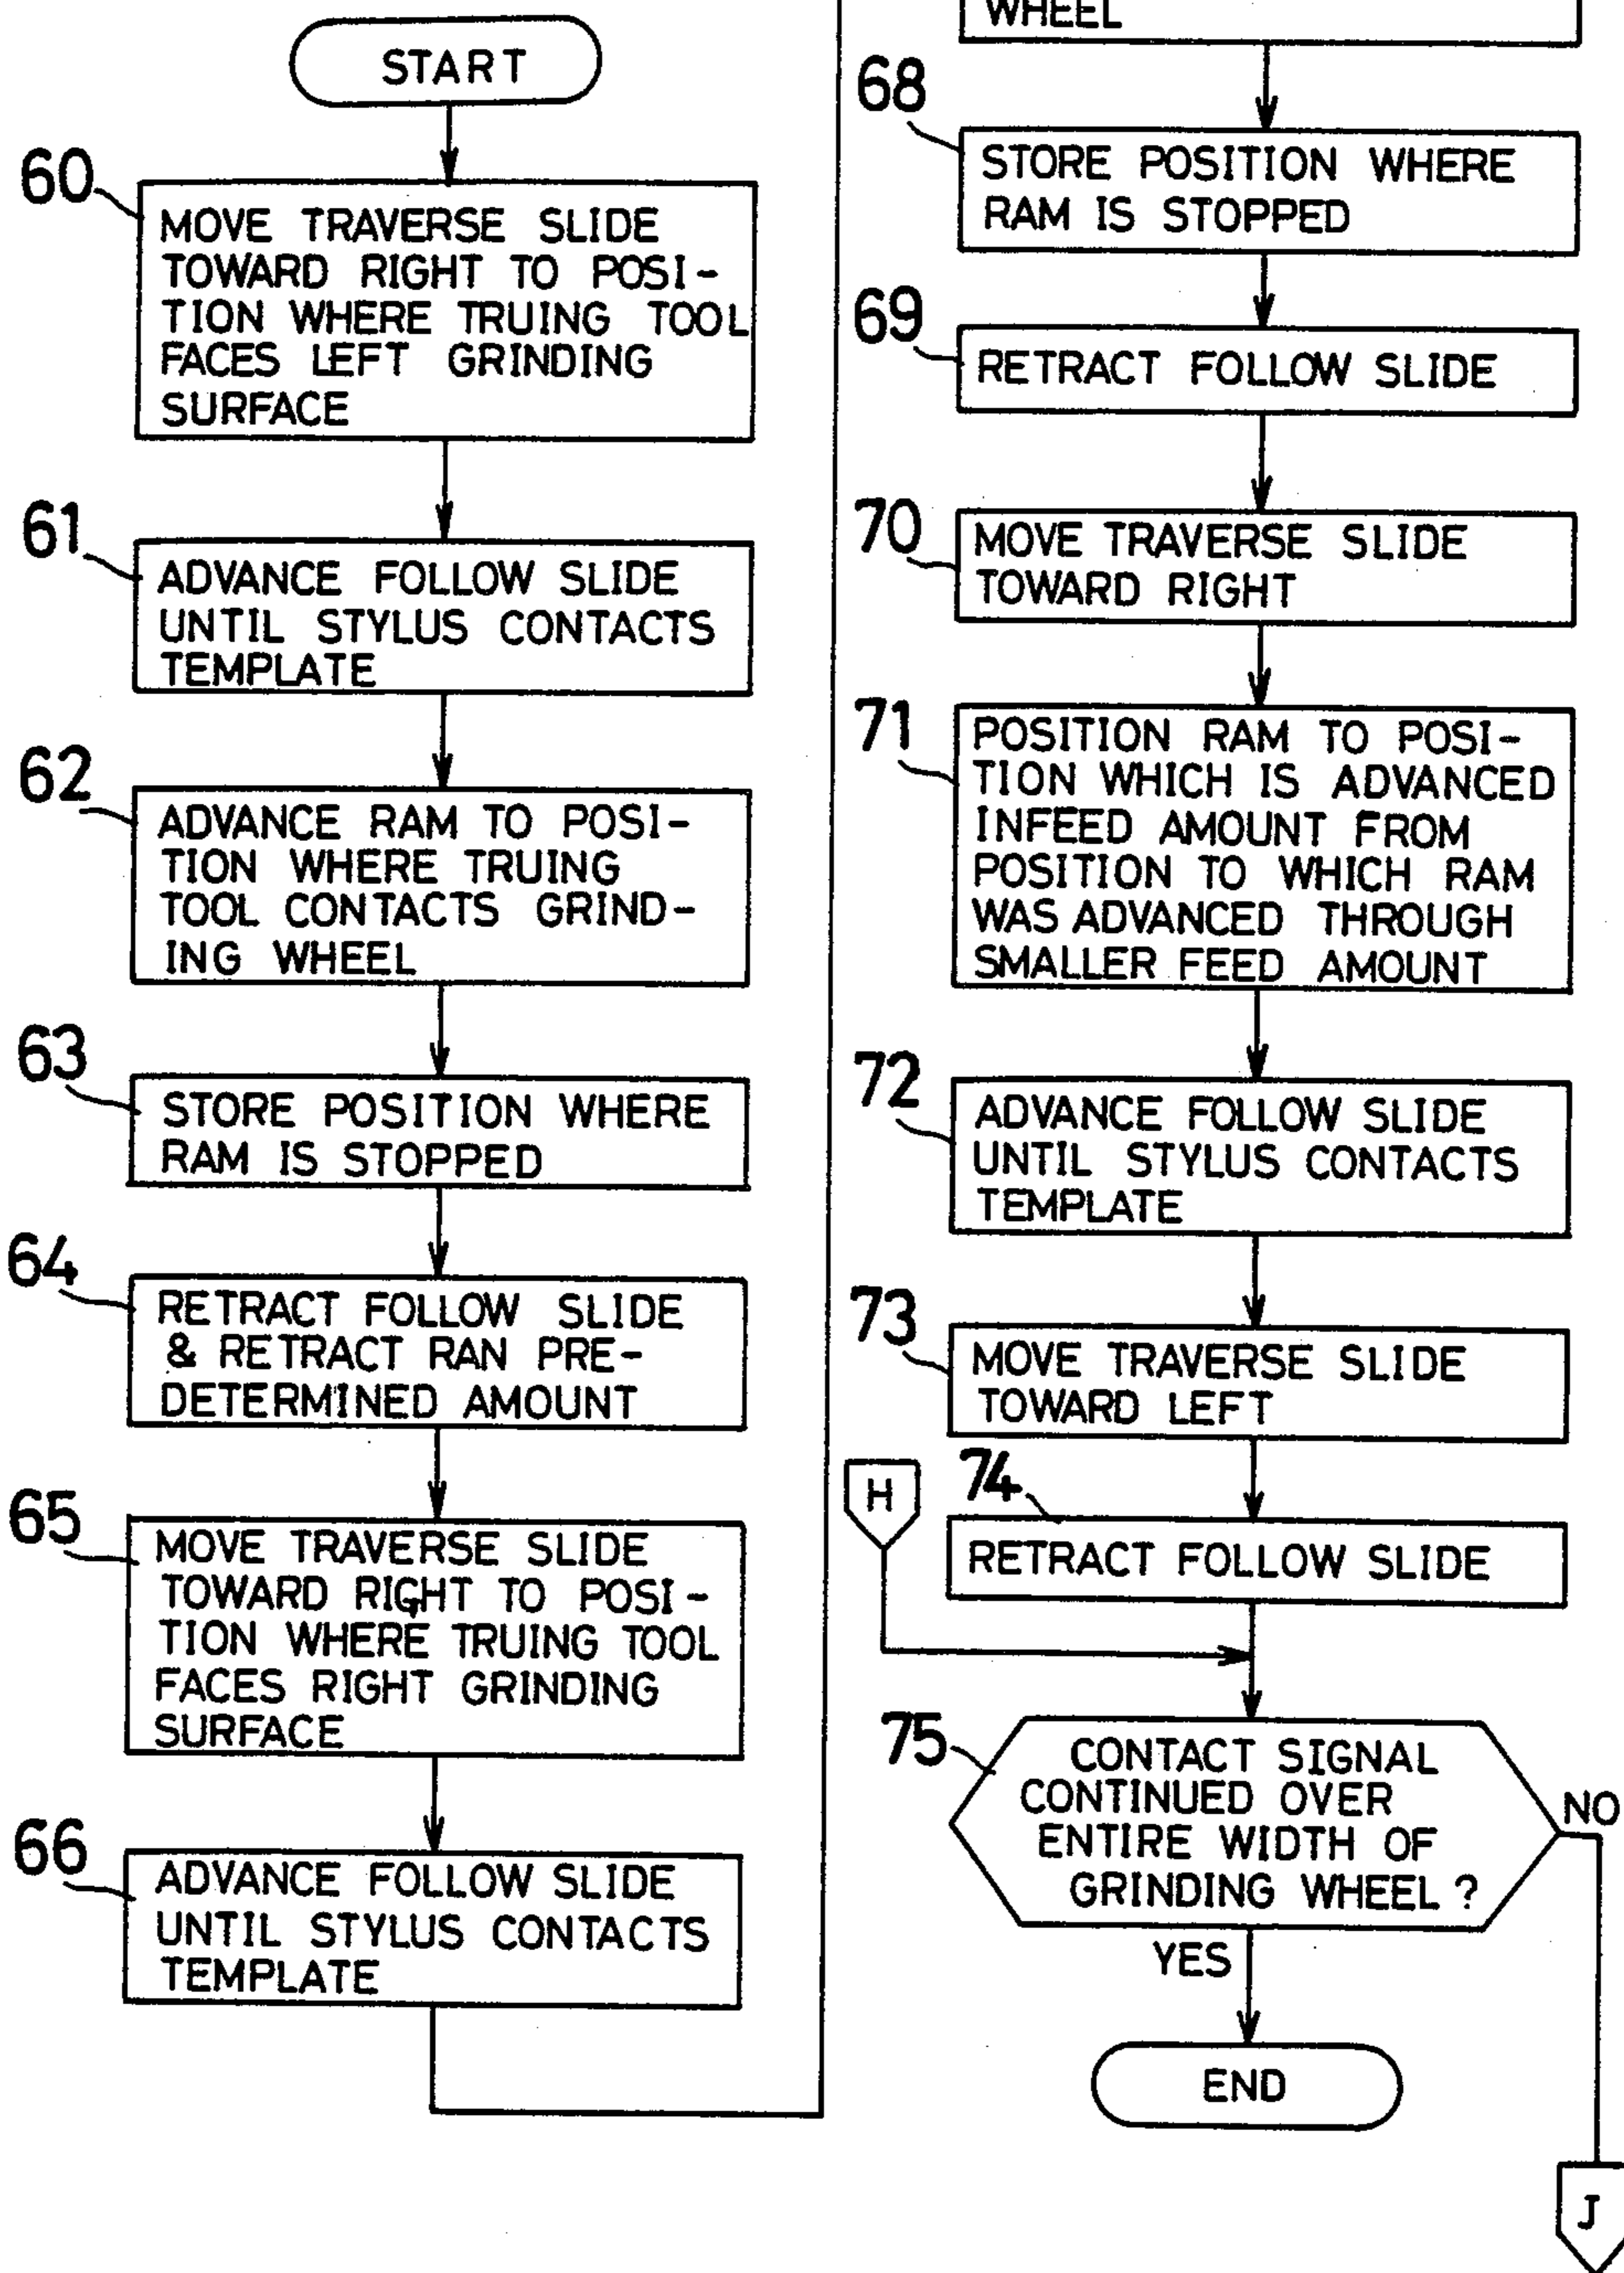 START
60
MOVE TRAVERSE SLIDE
TOWARD RIGHT TO POSI-
TION WHERE TRUING TOOL
FACES LEFT GRINDING
SURFACE
61
ADVANCE FOLLOW SLIDE
UNTIL STYLUS CONTACTS
TEMPLATE
62
ADVANCE RAM TO POSI-
TION WHERE TRUING
TOOL CONTACTS GRIND-
ING WHEEL
63
STORE POSITION WHERE
RAM IS STOPPED
64
RETRACT FOLLOW SLIDE
& RETRACT RAN PRE-
DETERMINED AMOUNT
65
MOVE TRAVERSE SLIDE
TOWARD RIGHT TO POSI-
TION WHERE TRUING TOOL
FACES RIGHT GRINDING
SURFACE
66
ADVANCE FOLLOW SLIDE
UNTIL STYLUS CONTACTS
TEMPLATE
WHEEL
68
STORE POSITION WHERE
RAM IS STOPPED
69
RETRACT FOLLOW SLIDE
70
MOVE TRAVERSE SLIDE
TOWARD RIGHT
71
POSITION RAM TO POSI-
TION WHICH IS ADVANCED
INFEED AMOUNT FROM
POSITION TO WHICH RAM
WAS ADVANCED THROUGH
SMALLER FEED AMOUNT
72
ADVANCE FOLLOW SLIDE
UNTIL STYLUS CONTACTS
TEMPLATE
73
MOVE TRAVERSE SLIDE
TOWARD LEFT
H
74
RETRACT FOLLOW SLIDE
75
CONTACT SIGNAL
CONTINUED OVER
ENTIRE WIDTH OF
GRINDING WHEEL ?
NO
YES
END
J